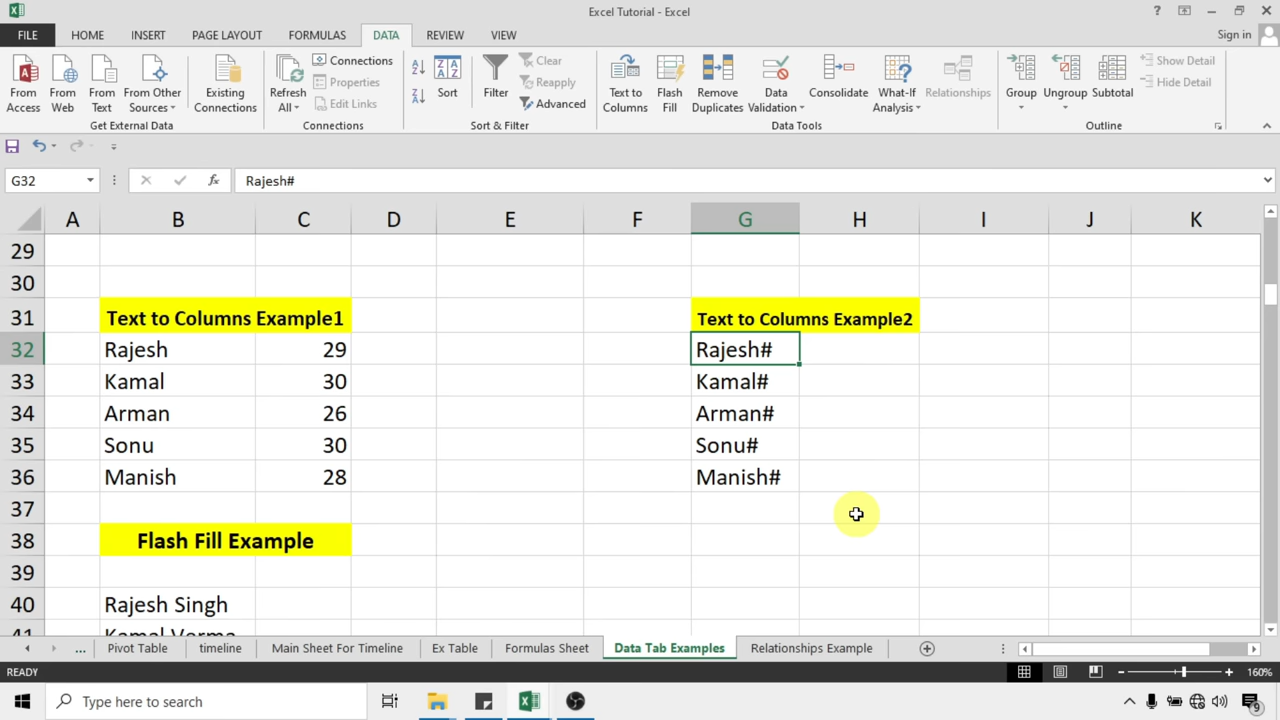 Excel Tutorial - Excel
?
FILE HOME INSERT PAGE LAYOUT FORMULAS DATA REVIEW VIEW Sign in
From Access
From Web
From Text
From Other Sources
Get External Data
Existing Connections
Refresh All
Connections
Properties
Edit Links
Connections
Sort
Filter
Clear
Reapply
Advanced
Sort & Filter
Text to Columns
Flash Fill
Remove Duplicates
Data Validation
Consolidate
What-If Analysis
Relationships
Data Tools
Group
Ungroup
Subtotal
Show Detail
Hide Detail
Outline
G32 fx Rajesh#
A B C D E F G H I J K
29
30
31 Text to Columns Example1 Text to Columns Example2
32 Rajesh 29 Rajesh#
33 Kamal 30 Kamal#
34 Arman 26 Arman#
35 Sonu 30 Sonu#
36 Manish 28 Manish#
37
38 Flash Fill Example
39
40 Rajesh Singh
41 Kamal Verma
... Pivot Table timeline Main Sheet For Timeline Ex Table Formulas Sheet Data Tab Examples Relationships Example
READY 160%
Type here to search 9